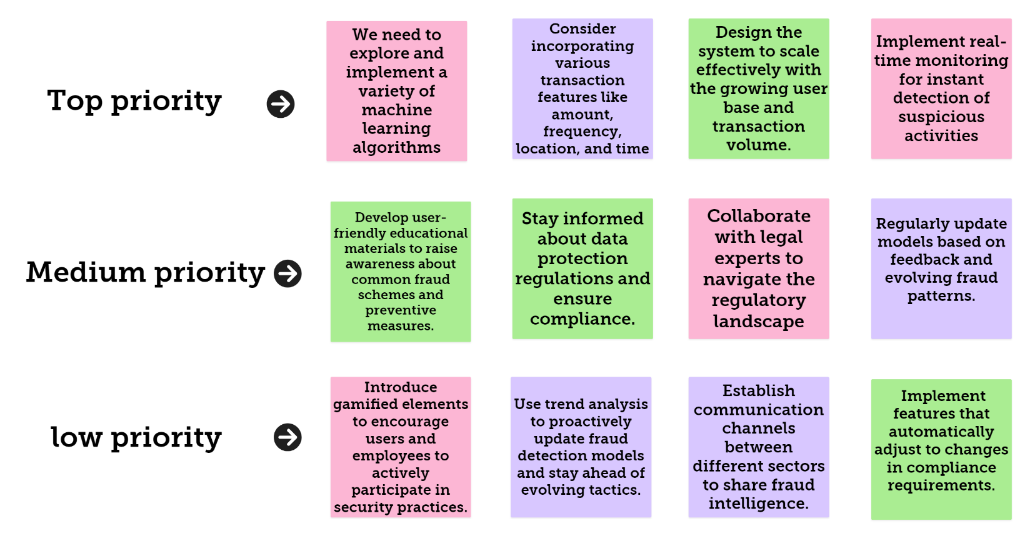 Top priority
We need to
explore and
implement a
variety of
machine
learning
algorithms
Consider
incorporating
various
transaction
features like
amount,
frequency,
location, and time
Design the
system to scale
effectively with
the growing user
base and
transaction
volume.
Implement real-
time monitoring
for instant
detection of
suspicious
activities
Medium priority
Develop user-
friendly educational
materials to raise
awareness about
common fraud
schemes and
preventive
measures.
Stay informed
about data
protection
regulations and
ensure
compliance.
Collaborate
with legal
experts to
navigate the
regulatory
landscape
Regularly update
models based on
feedback and
evolving fraud
patterns.
low priority
Introduce
gamified elements
to encourage
users and
employees to
actively
participate in
security practices.
Use trend analysis
to proactively
update fraud
detection models
and stay ahead of
evolving tactics.
Establish
communication
channels
between
different sectors
to share fraud
intelligence.
Implement
features that
automatically
adjust to changes
in compliance
requirements.